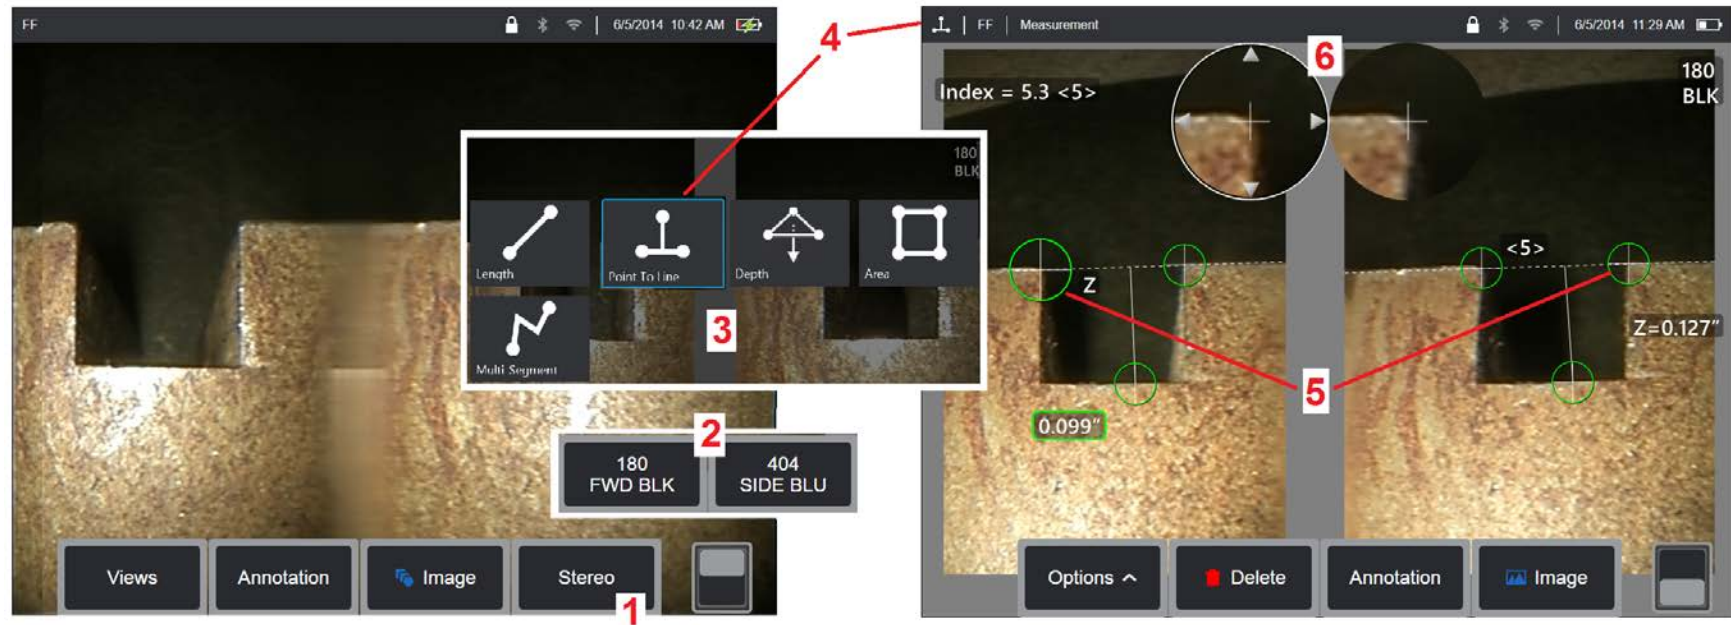 FF
6/5/2014 10:42 AM
4
FF
Measurement
6/5/2014 11:29 AM
Index = 5.3 <5>
6
180
BLK
180
BLK
Length
Point To Line
Depth
Area
Multi Segment
3
<5>
Z
Z=0.127"
5
0.099"
2
180
FWD BLK
404
SIDE BLU
Views
Annotation
Image
Stereo
1
Options
Delete
Annotation
Image